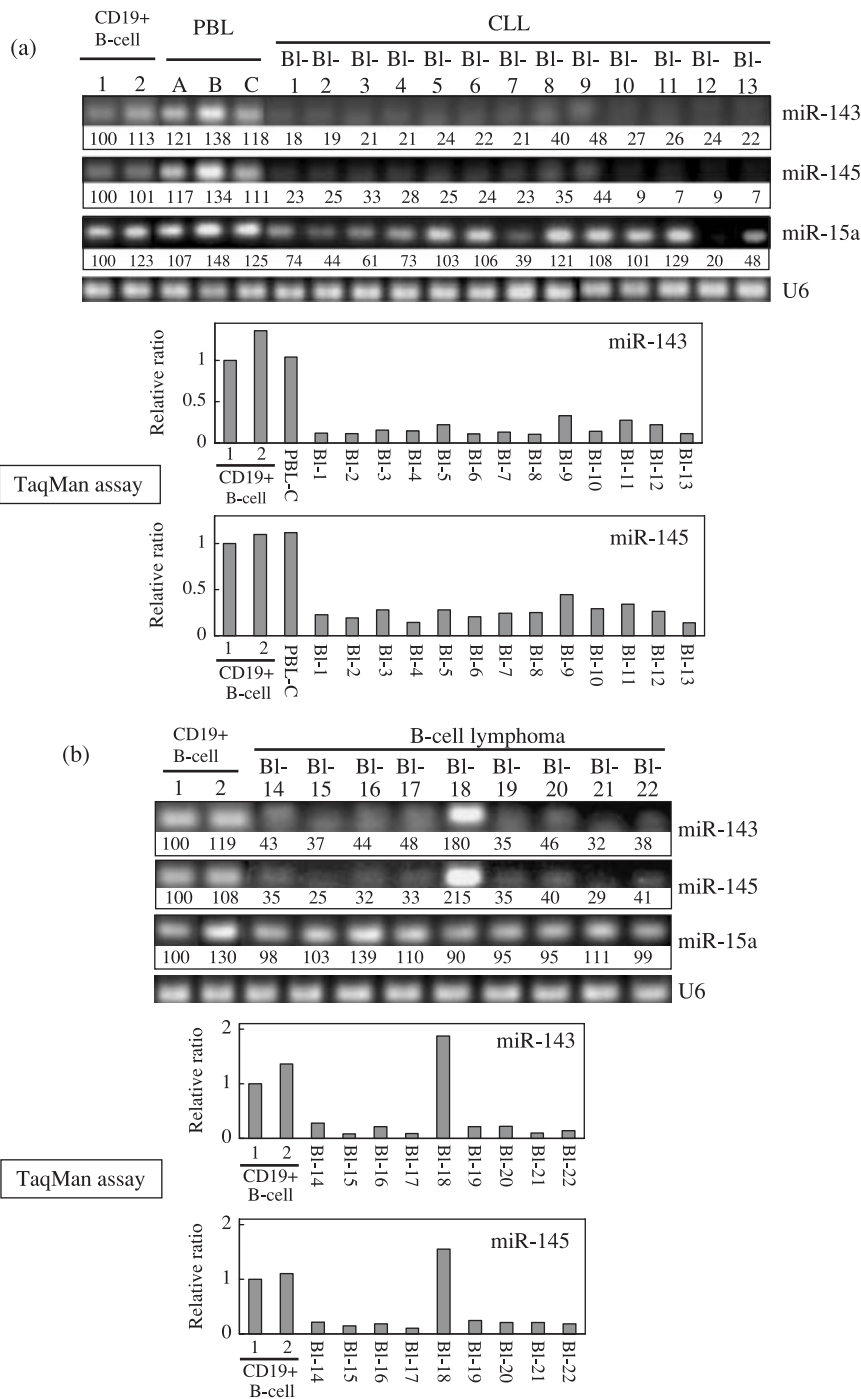 (a)
CD19+ B-cell PBL CLL
1 2 A B C Bl-1 Bl-2 Bl-3 Bl-4 Bl-5 Bl-6 Bl-7 Bl-8 Bl-9 Bl-10 Bl-11 Bl-12 Bl-13
miR-143
100 113 121 138 118 18 19 21 21 24 22 21 40 48 27 26 24 22
miR-145
100 101 117 134 111 23 25 33 28 25 24 23 35 44 9 7 9 7
miR-15a
100 123 107 148 125 74 44 61 73 103 106 39 121 108 101 129 20 48
U6
TaqMan assay
miR-143
Relative ratio
1
0.5
0
1 2 PBL-C Bl-1 Bl-2 Bl-3 Bl-4 Bl-5 Bl-6 Bl-7 Bl-8 Bl-9 Bl-10 Bl-11 Bl-12 Bl-13
CD19+
B-cell
miR-145
Relative ratio
1
0.5
0
1 2 PBL-C Bl-1 Bl-2 Bl-3 Bl-4 Bl-5 Bl-6 Bl-7 Bl-8 Bl-9 Bl-10 Bl-11 Bl-12 Bl-13
CD19+
B-cell
(b)
CD19+ B-cell B-cell lymphoma
1 2 Bl-14 Bl-15 Bl-16 Bl-17 Bl-18 Bl-19 Bl-20 Bl-21 Bl-22
miR-143
100 119 43 37 44 48 180 35 46 32 38
miR-145
100 108 35 25 32 33 215 35 40 29 41
miR-15a
100 130 98 103 139 110 90 95 95 111 99
U6
TaqMan assay
miR-143
Relative ratio
2
1
0
1 2 Bl-14 Bl-15 Bl-16 Bl-17 Bl-18 Bl-19 Bl-20 Bl-21 Bl-22
CD19+
B-cell
miR-145
Relative ratio
2
1
0
1 2 Bl-14 Bl-15 Bl-16 Bl-17 Bl-18 Bl-19 Bl-20 Bl-21 Bl-22
CD19+
B-cell